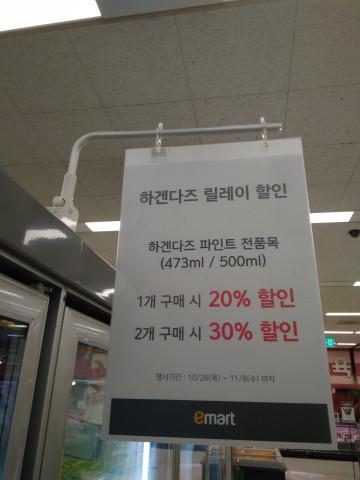 하겐다즈 릴레이 할인
하겐다즈 파인트 전품목
(473ml / 500ml)
1개 구매 시 20% 할인
2개 구매 시 30% 할인
행사기간 : 10/26(목) ~ 11/8(수) 까지
emart